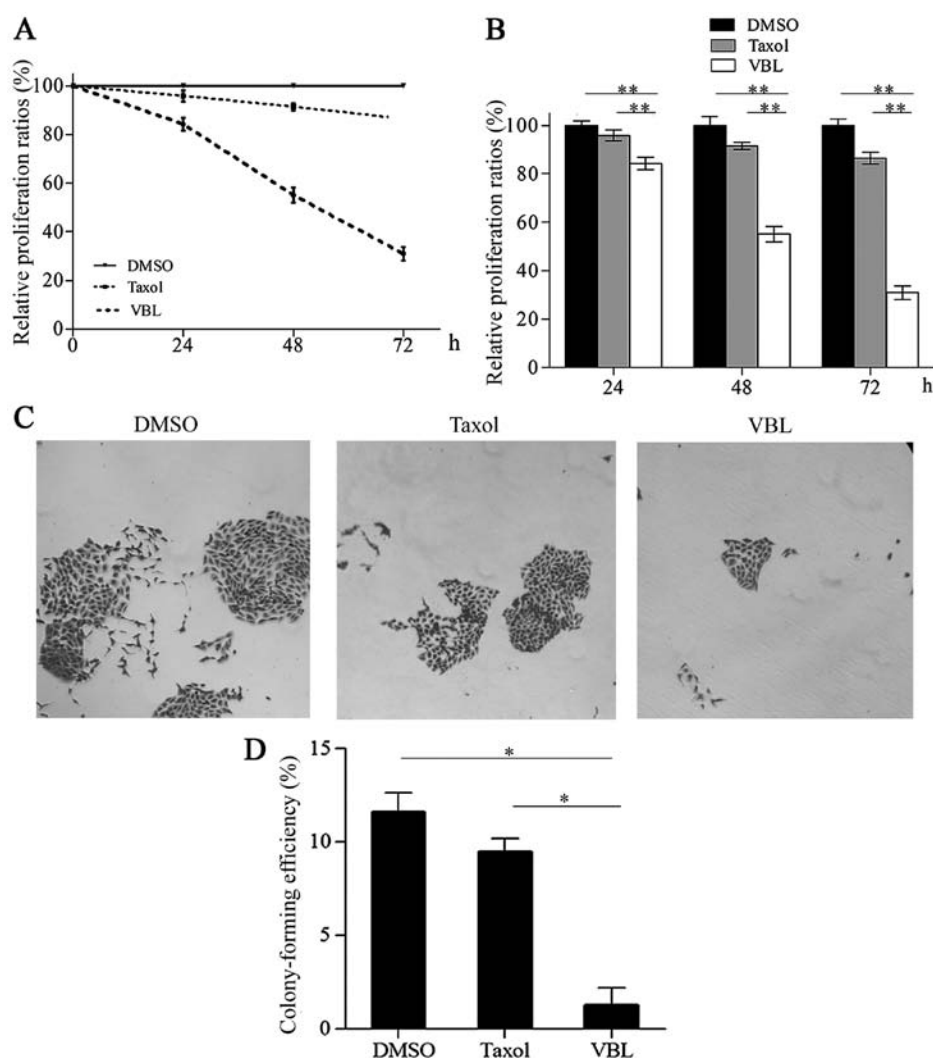 A
Relative proliferation ratios (%)
100
80
60
40
20
0
DMSO
Taxol
VBL
0 24 48 72 h
B
DMSO
Taxol
VBL
Relative proliferation ratios (%)
** ** **
** ** **
100
80
60
40
20
0
24 48 72 h
C
DMSO Taxol VBL
D
Colony-forming efficiency (%)
15
10
5
0
*
*
DMSO Taxol VBL